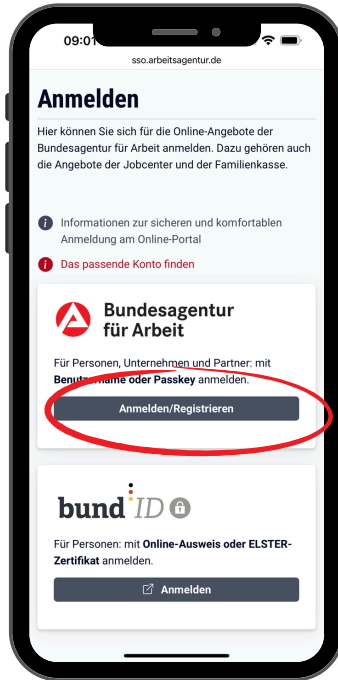 09:01
sso.arbeitsagentur.de
Anmelden
Hier können Sie sich für die Online-Angebote der
Bundesagentur für Arbeit anmelden. Dazu gehören auch
die Angebote der Jobcenter und der Familienkasse.
Informationen zur sicheren und komfortablen
Anmeldung am Online-Portal
Das passende Konto finden
Bundesagentur
für Arbeit
Für Personen, Unternehmen und Partner: mit
Benutzername oder Passkey anmelden.
Anmelden/Registrieren
bund ID
Für Personen: mit Online-Ausweis oder ELSTER-
Zertifikat anmelden.
Anmelden